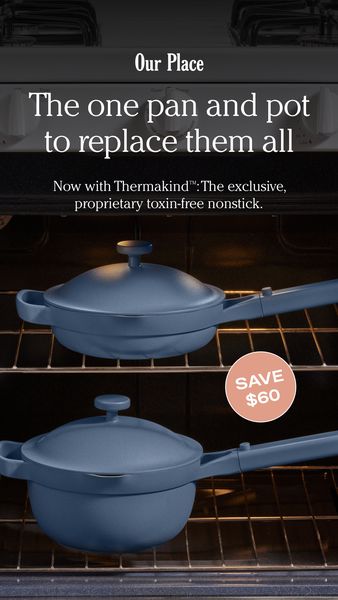 Our Place
The one pan and pot
to replace them all
Now with Thermakind™: The exclusive,
proprietary toxin-free nonstick.
SAVE
$60